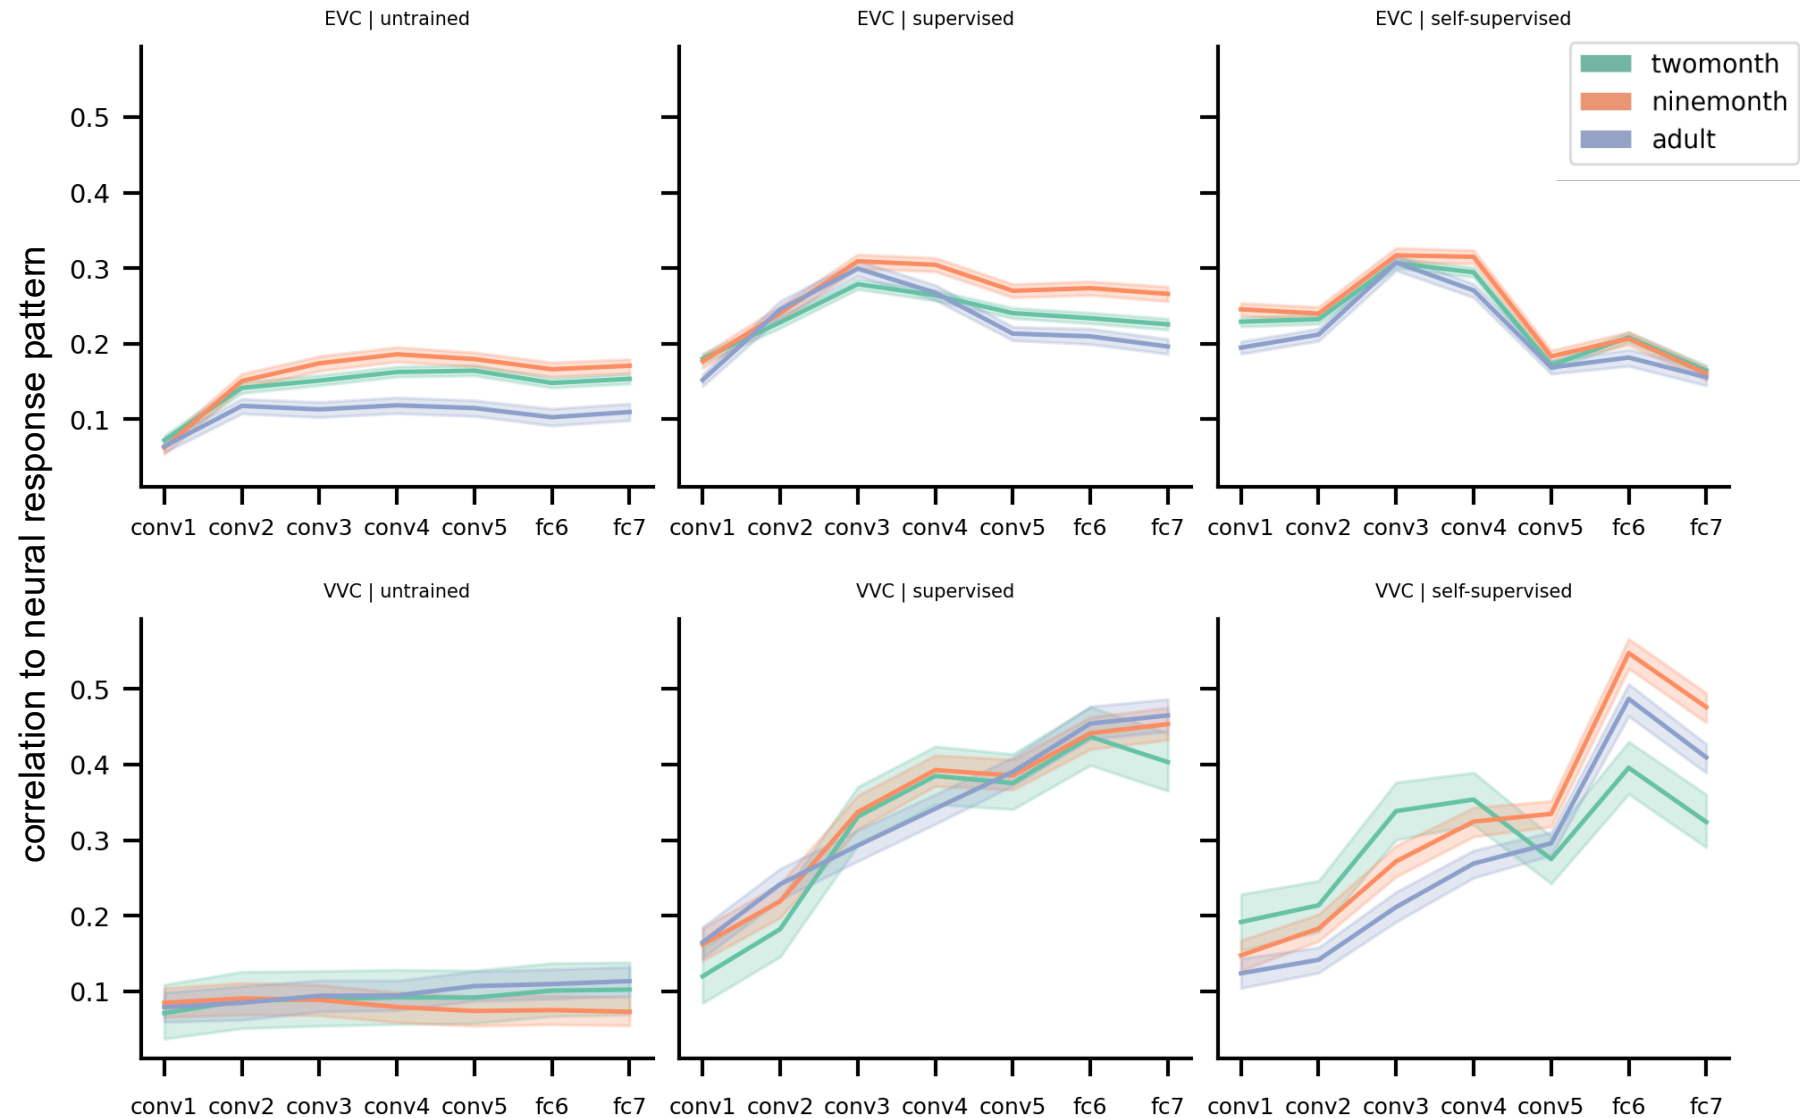 EVC | untrained
EVC | supervised
EVC | self-supervised
twomonth
ninemonth
adult
correlation to neural response pattern
0.5
0.4
0.3
0.2
0.1
conv1 conv2 conv3 conv4 conv5 fc6 fc7
conv1 conv2 conv3 conv4 conv5 fc6 fc7
conv1 conv2 conv3 conv4 conv5 fc6 fc7
VVC | untrained
VVC | supervised
VVC | self-supervised
0.5
0.4
0.3
0.2
0.1
conv1 conv2 conv3 conv4 conv5 fc6 fc7
conv1 conv2 conv3 conv4 conv5 fc6 fc7
conv1 conv2 conv3 conv4 conv5 fc6 fc7